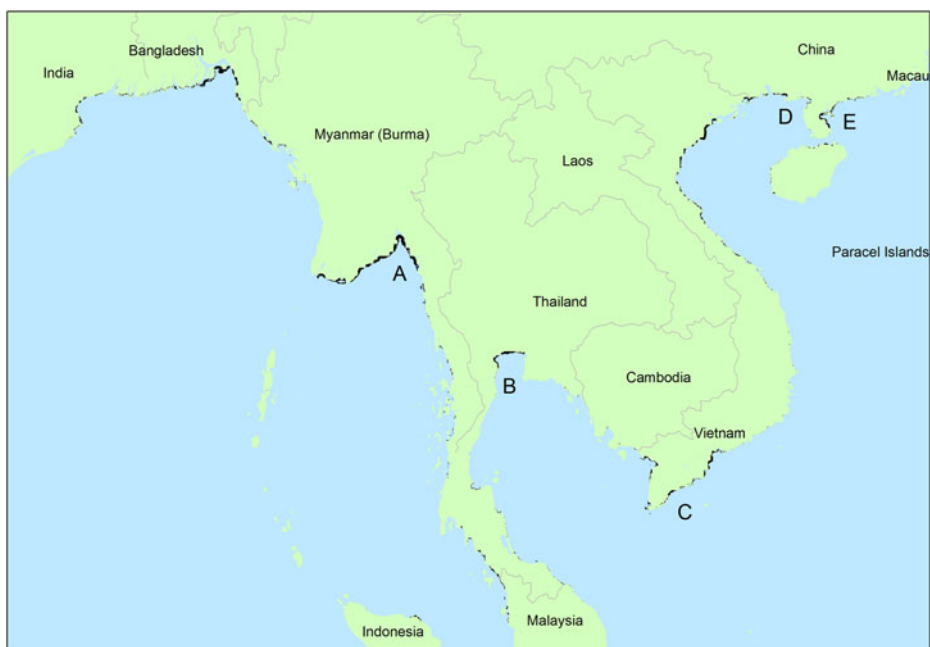 China
Bangladesh
India
Macau
D
E
Myanmar (Burma)
Laos
Paracel Islands
A
Thailand
B
Cambodia
Vietnam
C
Malaysia
Indonesia